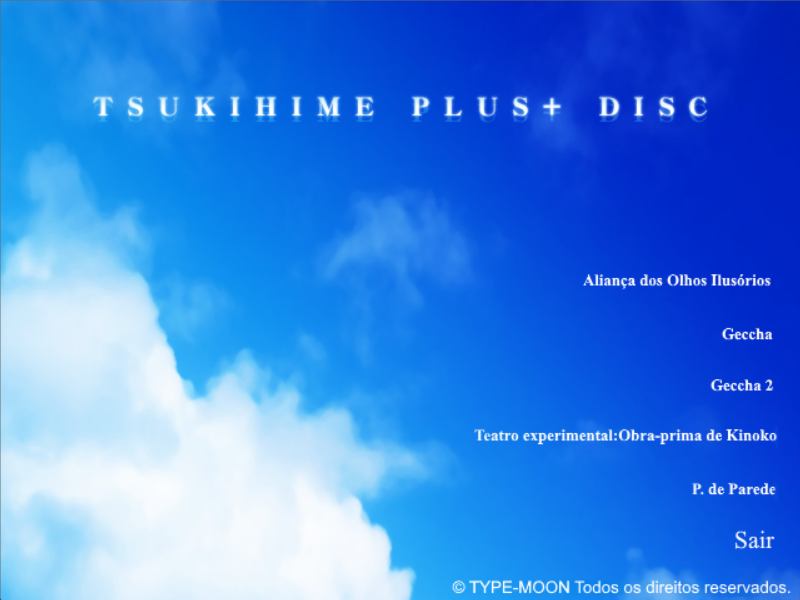 TSUKIHIME PLUS+ DISC
Aliança dos Olhos Ilusórios
Geccha
Geccha 2
Teatro experimental:Obra-prima de Kinoko
P. de Parede
Sair
© TYPE-MOON Todos os direitos reservados.